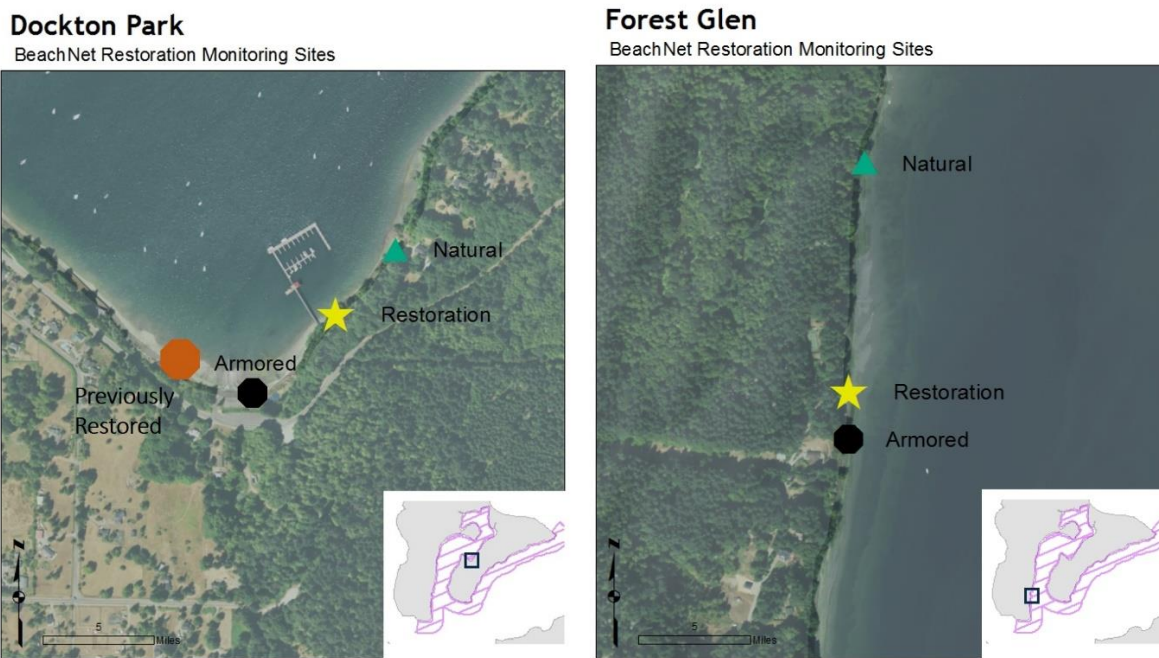 Dockton Park
BeachNet Restoration Monitoring Sites
Natural
Restoration
Armored
Previously
Restored
N
5
Miles
Forest Glen
BeachNet Restoration Monitoring Sites
Natural
Restoration
Armored
N
5
Miles